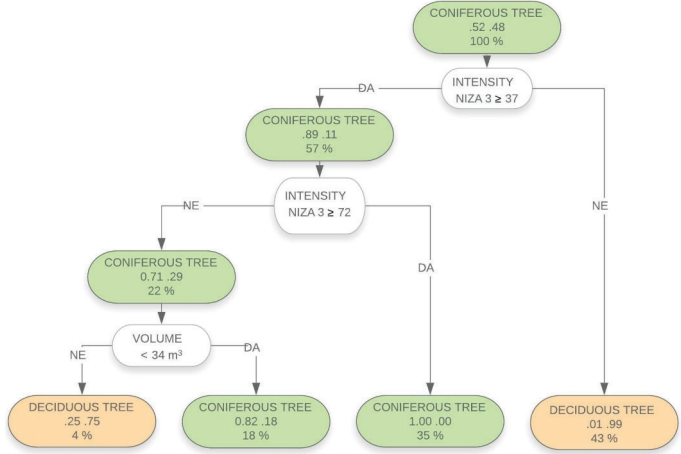 CONIFEROUS TREE
.52 .48
100 %
INTENSITY
NIZA 3 ≥ 37
DA
NE
CONIFEROUS TREE
.89 .11
57 %
INTENSITY
NIZA 3 ≥ 72
NE
DA
CONIFEROUS TREE
0.71 .29
22 %
VOLUME
< 34 m³
NE
DA
DECIDUOUS TREE
.25 .75
4 %
CONIFEROUS TREE
0.82 .18
18 %
CONIFEROUS TREE
1.00 .00
35 %
DECIDUOUS TREE
.01 .99
43 %